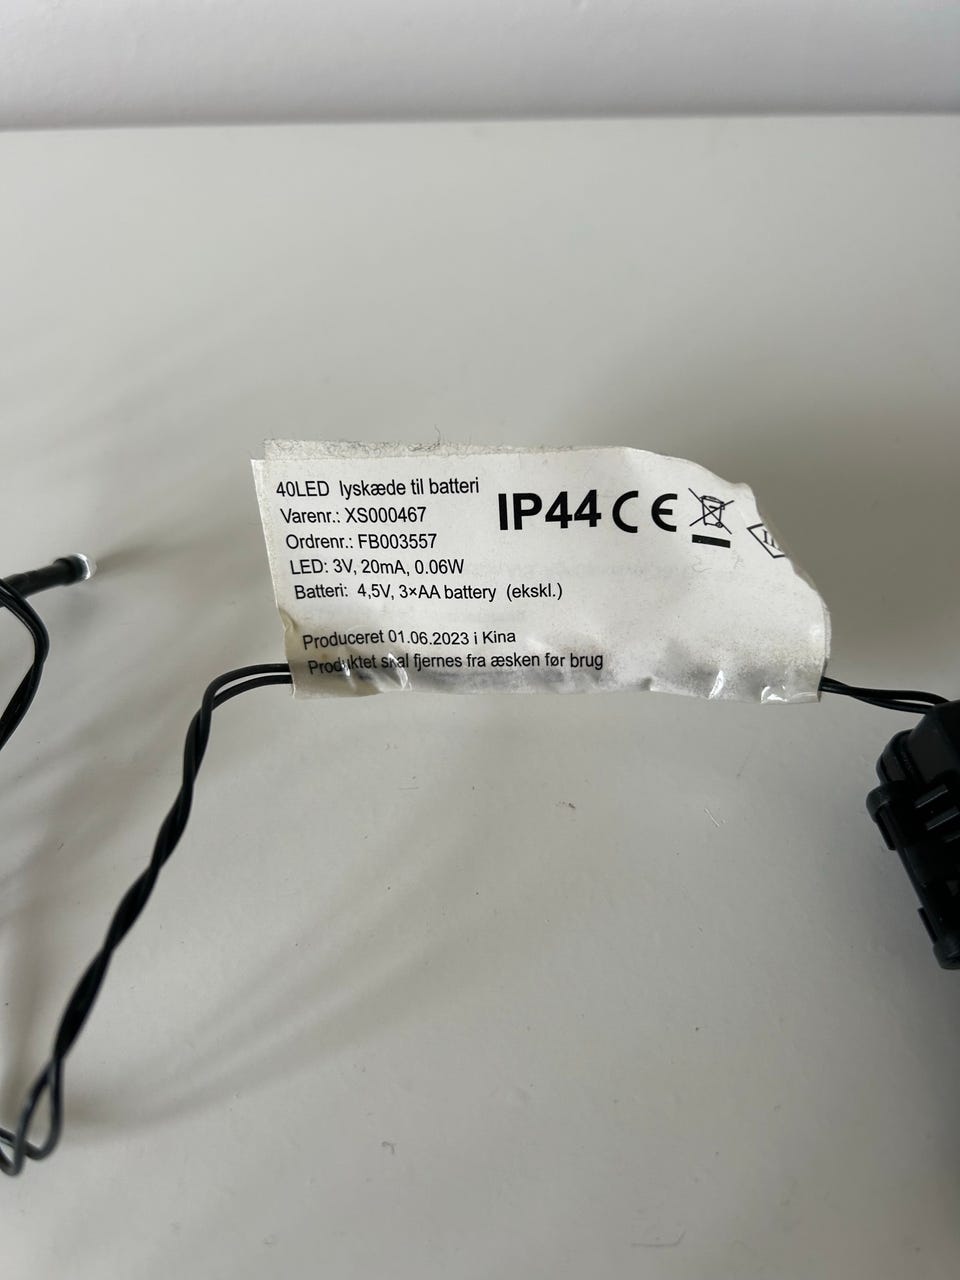 40LED lyskæde til batteri
Varenr.: XS000467
Ordrenr.: FB003557
LED: 3V, 20mA, 0.06W
Batteri: 4,5V, 3×AA battery (ekskl.)
IP44 CE
Produceret 01.06.2023 i Kina
Produktet skal fjernes fra æsken før brug